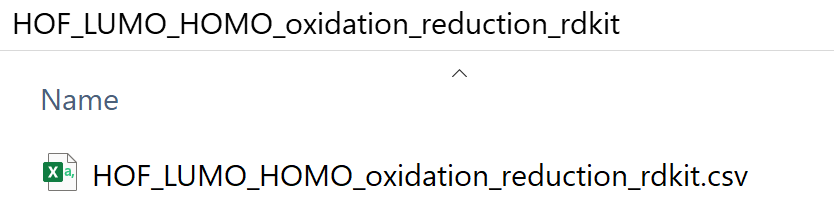 HOF_LUMO_HOMO_oxidation_reduction_rdkit
Name
HOF_LUMO_HOMO_oxidation_reduction_rdkit.csv